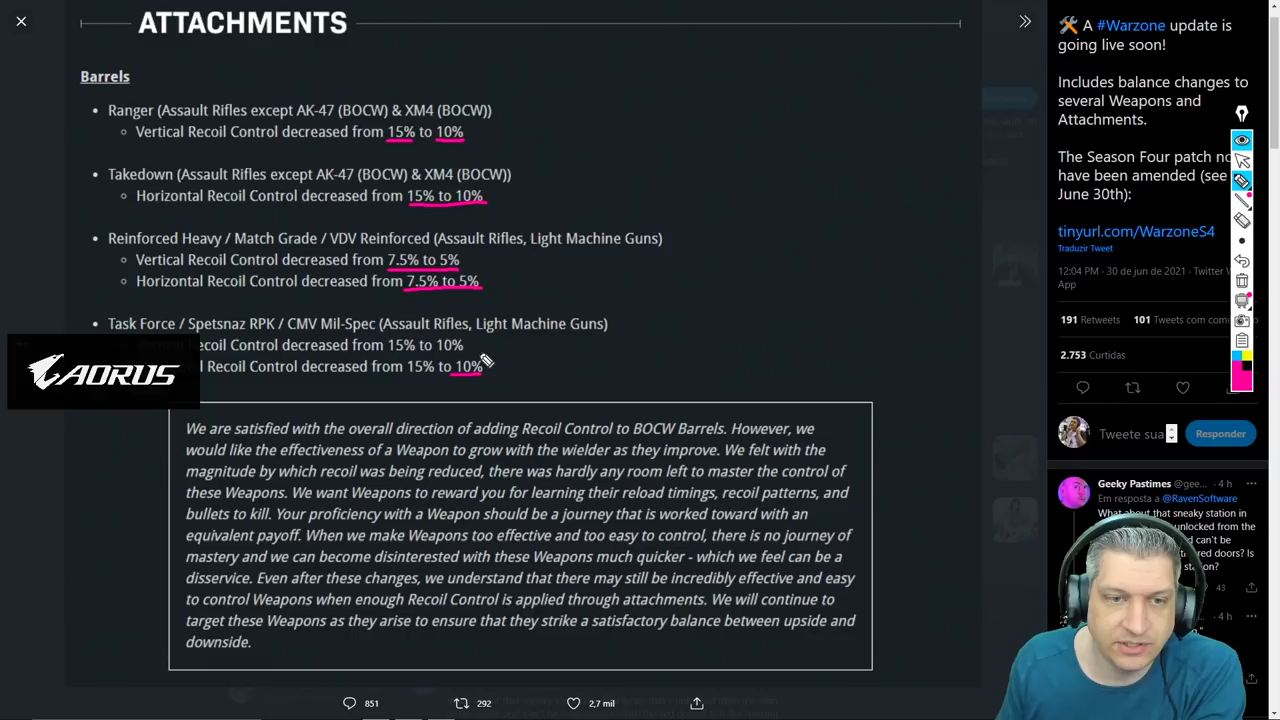 ATTACHMENTS
Barrels
Ranger (Assault Rifles except AK-47 (BOCW) & XM4 (BOCW))
Vertical Recoil Control decreased from 15% to 10%
Takedown (Assault Rifles except AK-47 (BOCW) & XM4 (BOCW))
Horizontal Recoil Control decreased from 15% to 10%
Reinforced Heavy / Match Grade / VDV Reinforced (Assault Rifles, Light Machine Guns)
Vertical Recoil Control decreased from 7.5% to 5%
Horizontal Recoil Control decreased from 7.5% to 5%
Task Force / Spetsnaz RPK / CMV Mil-Spec (Assault Rifles, Light Machine Guns)
Recoil Control decreased from 15% to 10%
Recoil Control decreased from 15% to 10%
AORUS
We are satisfied with the overall direction of adding Recoil Control to BOCW Barrels. However, we
would like the effectiveness of a Weapon to grow with the wielder as they improve. We felt with the
magnitude by which recoil was being reduced, there was hardly any room left to master the control of
these Weapons. We want Weapons to reward you for learning their reload timings, recoil patterns, and
bullets to kill. Your proficiency with a Weapon should be a journey that is worked toward with an
equivalent payoff. When we make Weapons too effective and too easy to control, there is no journey of
mastery and we can become disinterested with these Weapons much quicker - which we feel can be a
disservice. Even after these changes, we understand that there may still be incredibly effective and easy
to control Weapons when enough Recoil Control is applied through attachments. We will continue to
target these Weapons as they arise to ensure that they strike a satisfactory balance between upside and
downside.
851
292
2,7 mil
A #Warzone update is
going live soon!
Includes balance changes to
several Weapons and
Attachments.
The Season Four patch no
have been amended (see
June 30th):
tinyurl.com/WarzoneS4
Traduzir Tweet
12:04 PM · 30 de jun de 2021 · Twitter
App
191 Retweets 101 Tweets com come
2.753 Curtidas
Tweete sua
Responder
Geeky Pastimes @gee... · 4 h
Em resposta a @RavenSoftware
What about that sneaky station in
unlocked from the
d can't be
red doors? Is
43
4 h